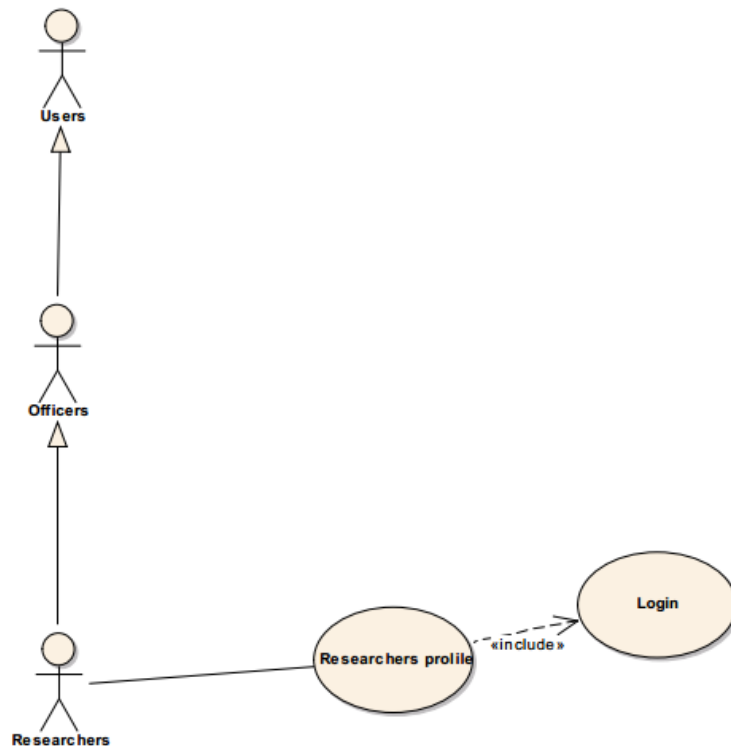 Users
Officers
Login
«include»
Researchers prolile
Researchers